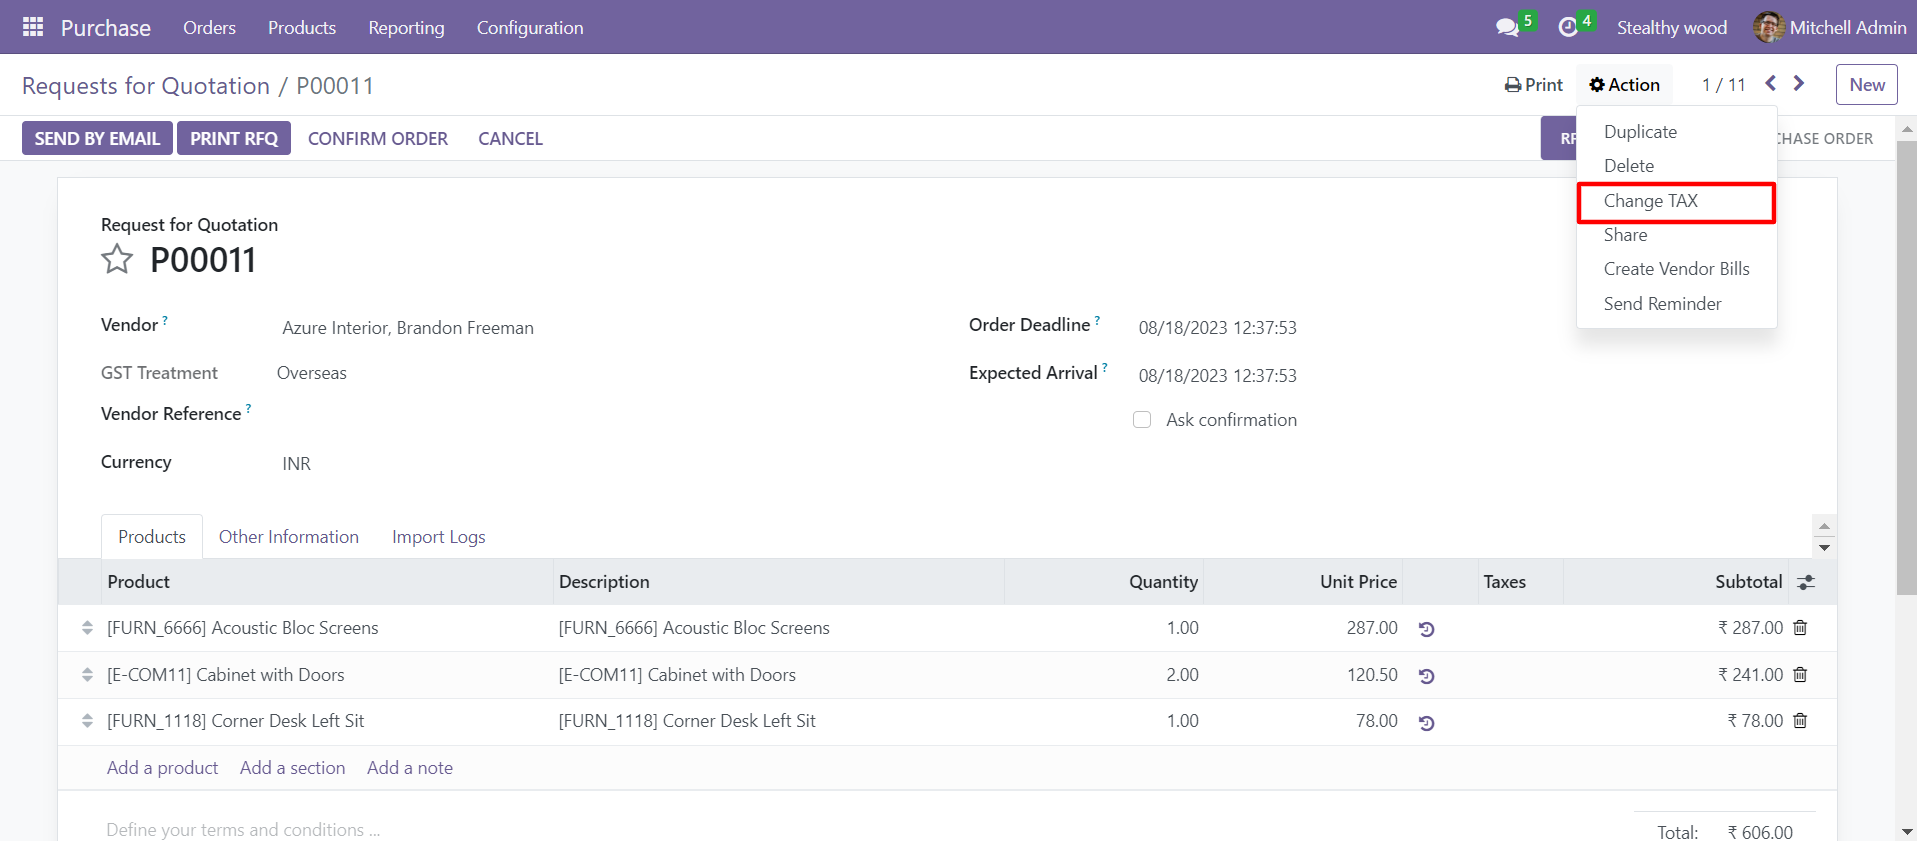 Purchase Orders Products Reporting Configuration 5 4 Stealthy wood Mitchell Admin
Requests for Quotation / P00011 Print Action 1 / 11 New
SEND BY EMAIL PRINT RFQ CONFIRM ORDER CANCEL CHASE ORDER
Duplicate
Delete
Change TAX
Share
Create Vendor Bills
Send Reminder
Request for Quotation
P00011
Vendor ? Azure Interior, Brandon Freeman Order Deadline ? 08/18/2023 12:37:53
GST Treatment Overseas Expected Arrival ? 08/18/2023 12:37:53
Vendor Reference ? Ask confirmation
Currency INR
Products Other Information Import Logs
Product Description Quantity Unit Price Taxes Subtotal
[FURN_6666] Acoustic Bloc Screens [FURN_6666] Acoustic Bloc Screens 1.00 287.00 ₹ 287.00
[E-COM11] Cabinet with Doors [E-COM11] Cabinet with Doors 2.00 120.50 ₹ 241.00
[FURN_1118] Corner Desk Left Sit [FURN_1118] Corner Desk Left Sit 1.00 78.00 ₹ 78.00
Add a product Add a section Add a note
Define your terms and conditions ...
Total: ₹ 606.00